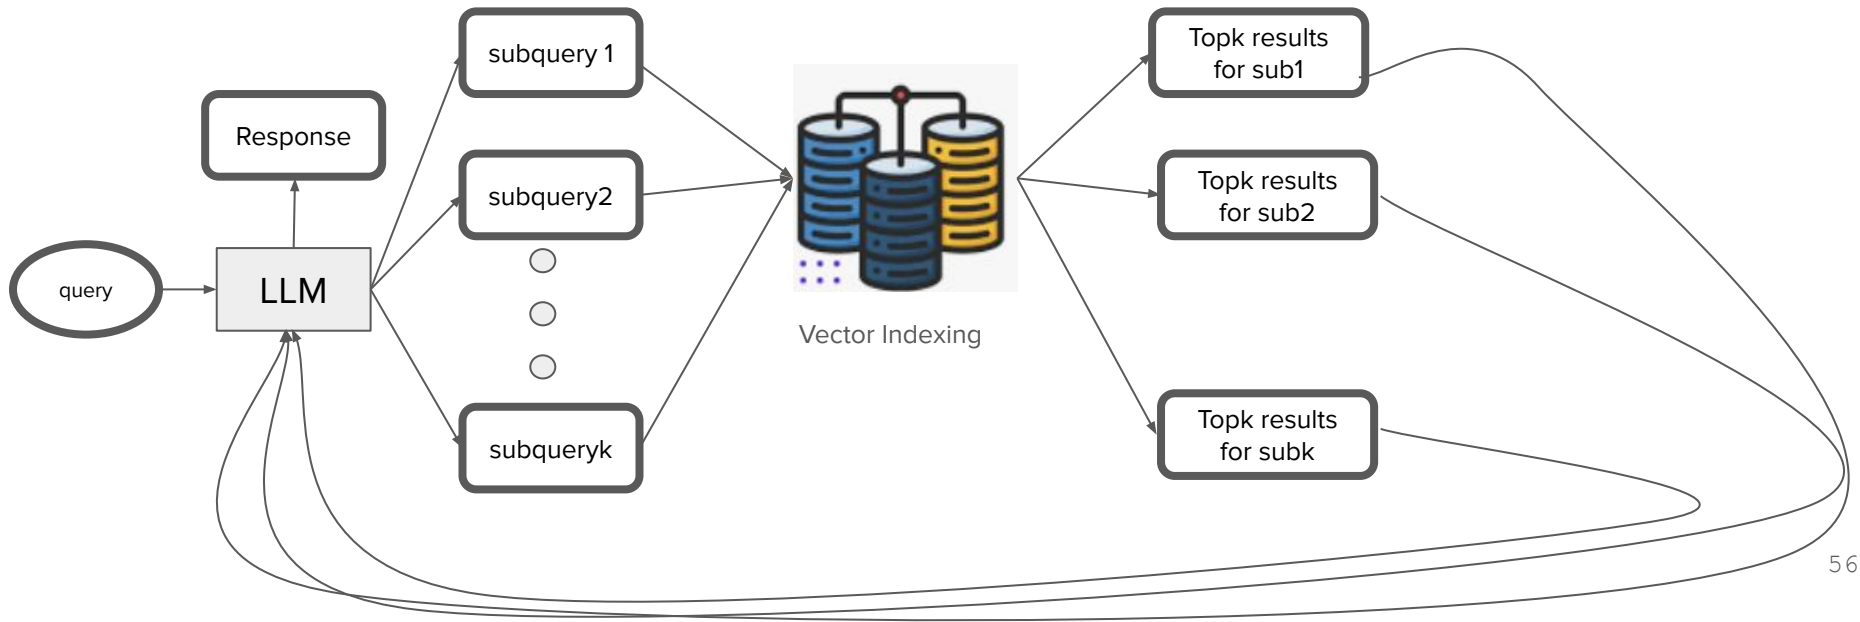 query
LLM
Response
subquery 1
subquery2
subqueryk
Vector Indexing
Topk results
for sub1
Topk results
for sub2
Topk results
for subk
56